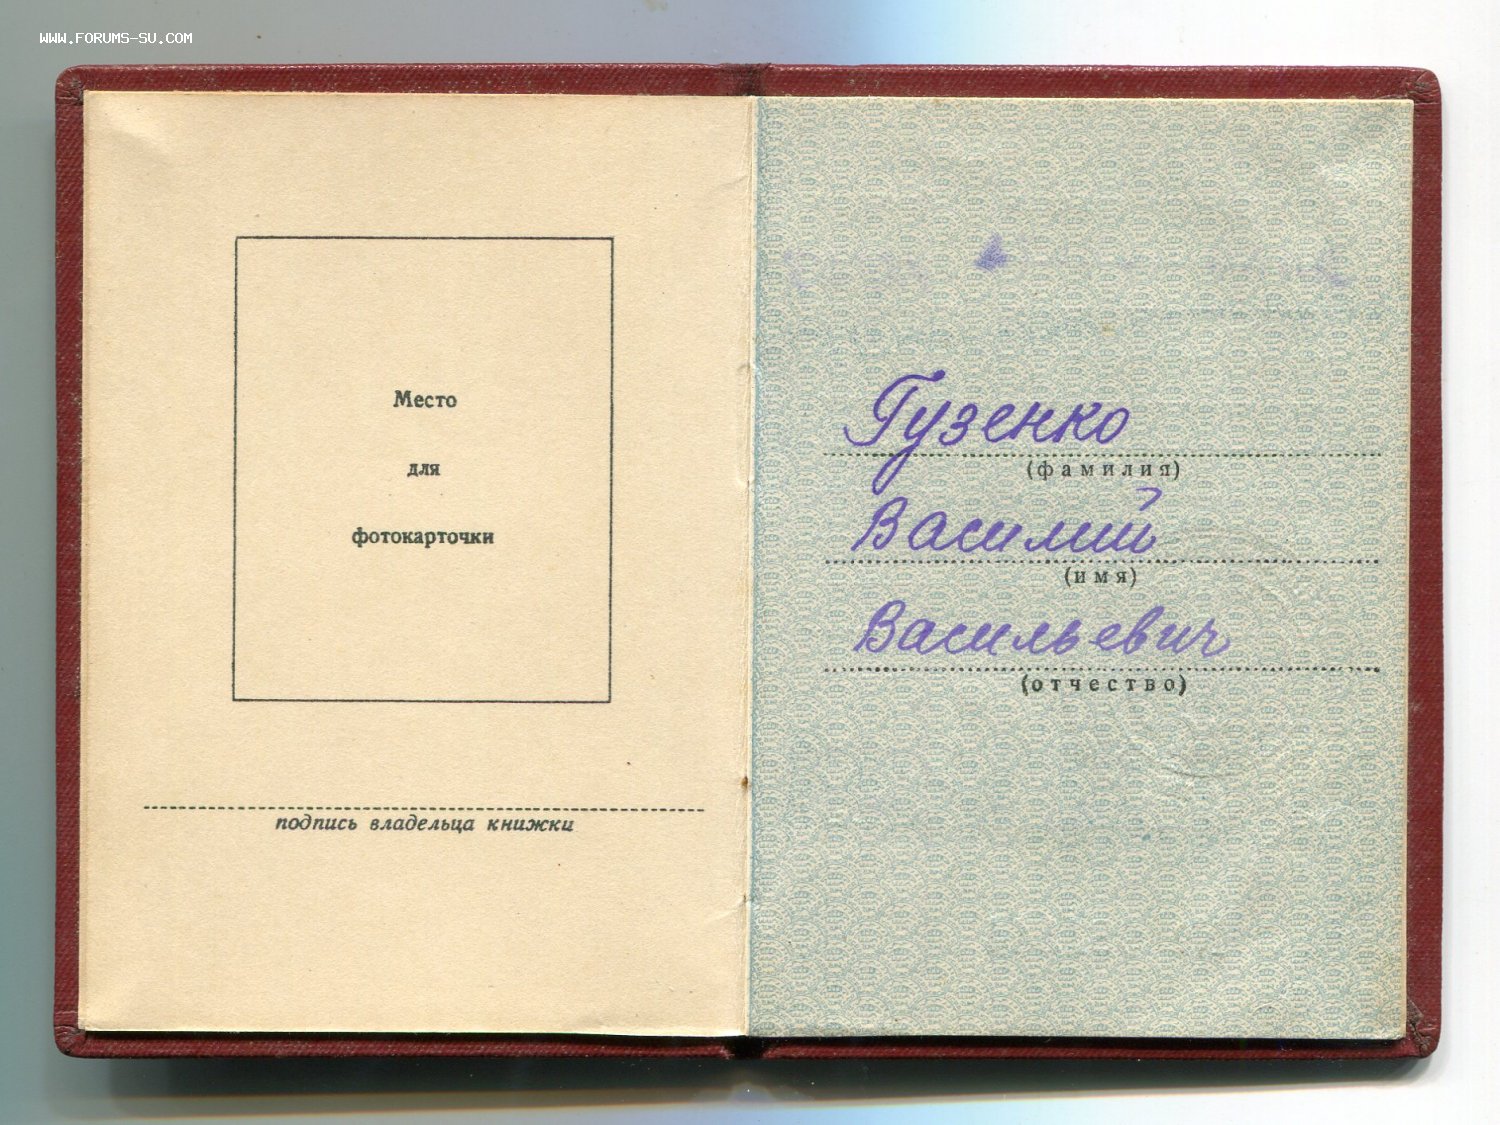 WWW.FORUMS-SU.COM
Место
для
фотокарточки
подпись владельца книжки
Гузенко
(фамилия)
Василий
(имя)
Васильевич
(отчество)